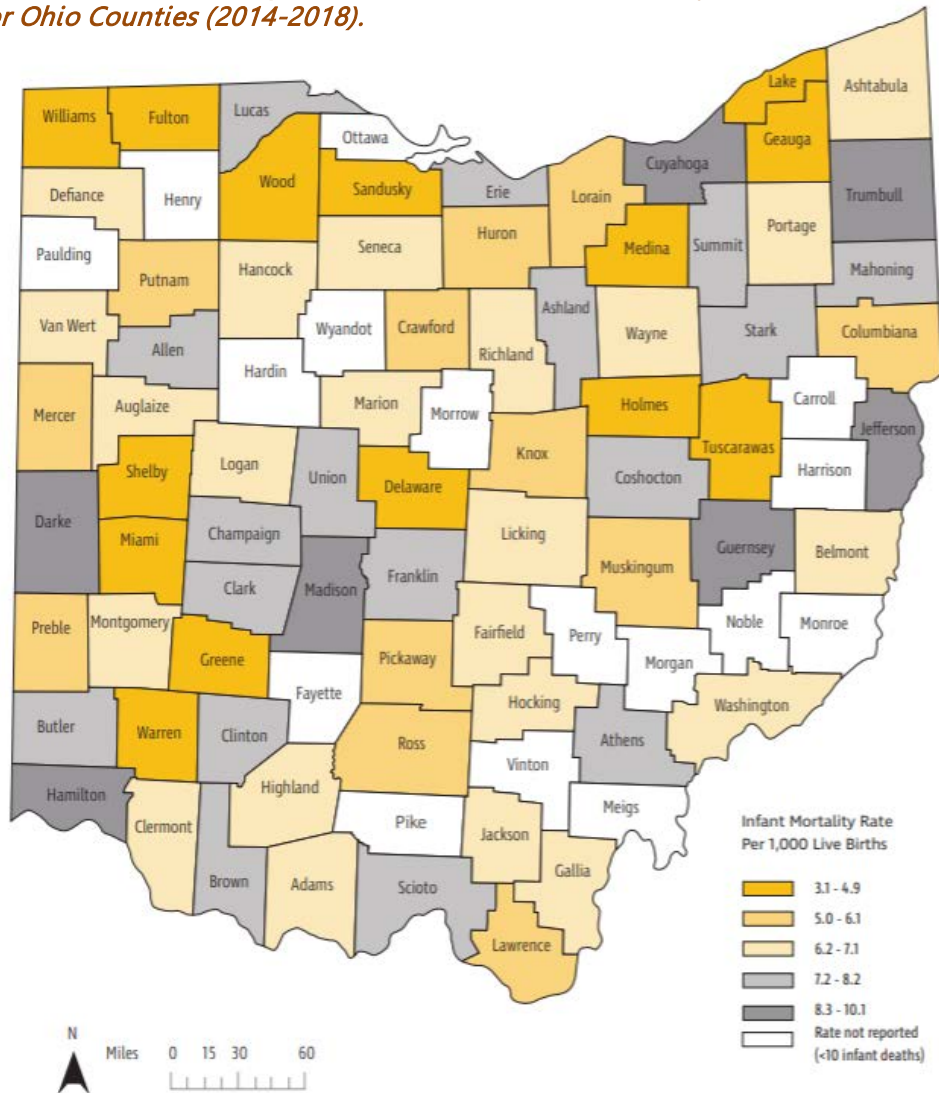 or Ohio Counties (2014-2018).
Lake
Ashtabula
Williams
Fulton
Lucas
Ottawa
Geauga
Cuyahoga
Wood
Sandusky
Erie
Lorain
Trumbull
Defiance
Henry
Medina
Summit
Portage
Huron
Seneca
Paulding
Putnam
Hancock
Mahoning
Ashland
Van Wert
Wyandot
Crawford
Wayne
Stark
Columbiana
Allen
Richland
Hardin
Mercer
Auglaize
Marion
Morrow
Holmes
Carroll
Jefferson
Tuscarawas
Knox
Shelby
Logan
Union
Delaware
Coshocton
Harrison
Darke
Miami
Champaign
Licking
Guernsey
Belmont
Muskingum
Clark
Madison
Franklin
Preble
Montgomery
Greene
Pickaway
Fairfield
Perry
Noble
Monroe
Morgan
Fayette
Hocking
Washington
Butler
Warren
Clinton
Ross
Athens
Vinton
Hamilton
Highland
Meigs
Clermont
Pike
Jackson
Gallia
Brown
Adams
Scioto
Lawrence
Infant Mortality Rate
Per 1,000 Live Births
3.1 - 4.9
5.0 - 6.1
6.2 - 7.1
7.2 - 8.2
8.3 - 10.1
Rate not reported
(<10 infant deaths)
N
Miles 0 15 30 60